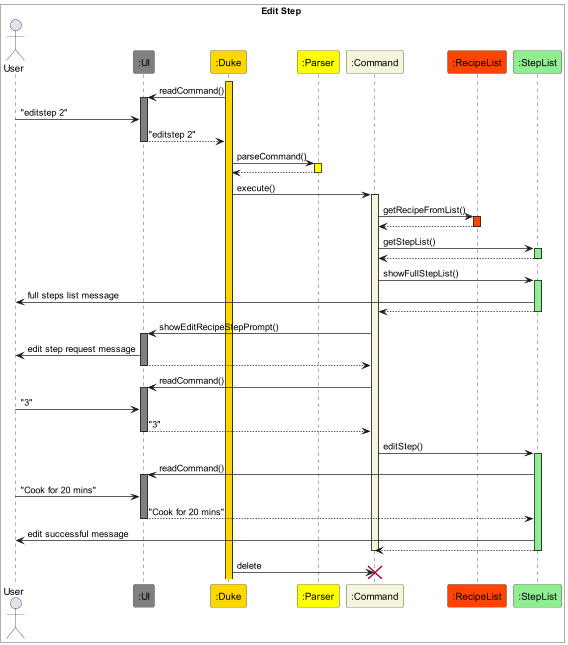 Edit Step
User
:UI
:Duke
:Parser
:Command
:RecipeList
:StepList
readCommand()
"editstep 2"
"editstep 2"
parseCommand()
execute()
getRecipeFromList()
getStepList()
showFullStepList()
full steps list message
showEditRecipeStepPrompt()
edit step request message
readCommand()
"3"
"3"
editStep()
readCommand()
"Cook for 20 mins"
"Cook for 20 mins"
edit successful message
delete
User
:UI
:Duke
:Parser
:Command
:RecipeList
:StepList